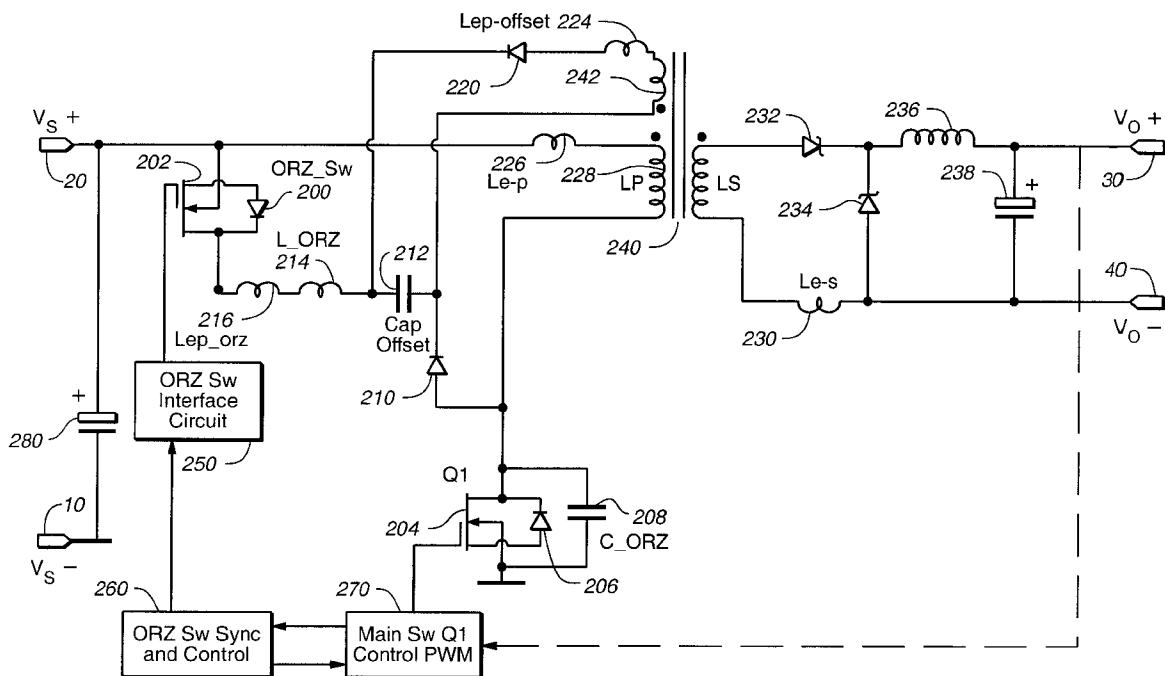 Lep-offset 224
220
242
V_S +
20
202
ORZ_Sw
200
226
Le-p
228
LP
LS
240
232
234
236
238
+
V_O +
30
L_ORZ
214
212
216
Lep_orz
Cap
Offset
210
Le-s
230
40
V_O −
ORZ Sw
Interface
Circuit
250
+
280
10
V_S −
Q1
204
206
208
C_ORZ
260
ORZ Sw Sync
and Control
270
Main Sw Q1
Control PWM